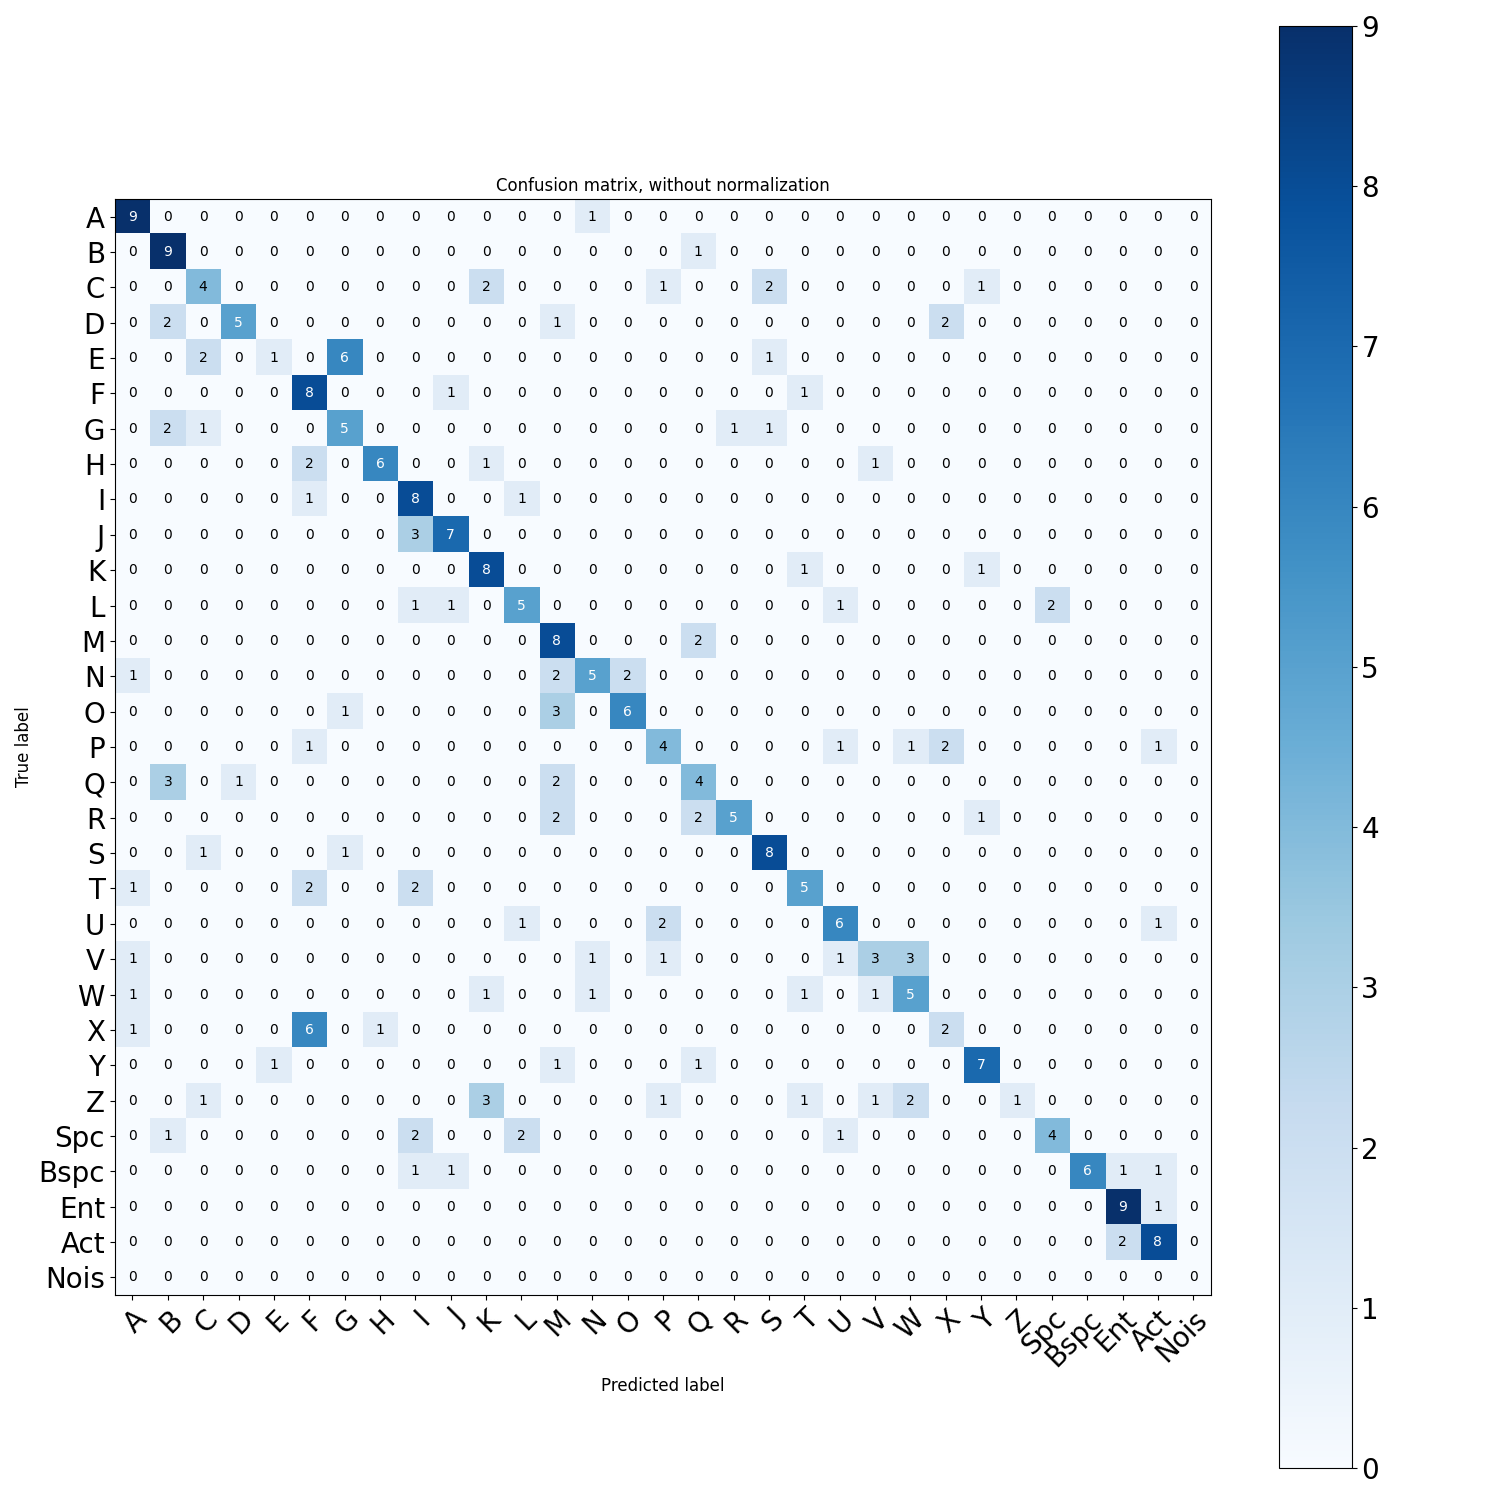 Confusion matrix, without normalization
A 9 0 0 0 0 0 0 0 0 0 0 0 0 1 0 0 0 0 0 0 0 0 0 0 0 0 0 0 0 0 0
B 0 9 0 0 0 0 0 0 0 0 0 0 0 0 0 0 1 0 0 0 0 0 0 0 0 0 0 0 0 0 0
C 0 0 4 0 0 0 0 0 0 0 2 0 0 0 0 1 0 0 2 0 0 0 0 0 1 0 0 0 0 0 0
D 0 2 0 5 0 0 0 0 0 0 0 0 1 0 0 0 0 0 0 0 0 0 0 2 0 0 0 0 0 0 0
E 0 0 2 0 1 0 6 0 0 0 0 0 0 0 0 0 0 0 1 0 0 0 0 0 0 0 0 0 0 0 0
F 0 0 0 0 0 8 0 0 0 1 0 0 0 0 0 0 0 0 0 1 0 0 0 0 0 0 0 0 0 0 0
G 0 2 1 0 0 0 5 0 0 0 0 0 0 0 0 0 0 1 1 0 0 0 0 0 0 0 0 0 0 0 0
H 0 0 0 0 0 2 0 6 0 0 1 0 0 0 0 0 0 0 0 0 0 1 0 0 0 0 0 0 0 0 0
I 0 0 0 0 0 1 0 0 8 0 0 1 0 0 0 0 0 0 0 0 0 0 0 0 0 0 0 0 0 0 0
J 0 0 0 0 0 0 0 0 3 7 0 0 0 0 0 0 0 0 0 0 0 0 0 0 0 0 0 0 0 0 0
K 0 0 0 0 0 0 0 0 0 0 8 0 0 0 0 0 0 0 0 1 0 0 0 0 1 0 0 0 0 0 0
L 0 0 0 0 0 0 0 0 1 1 0 5 0 0 0 0 0 0 0 0 1 0 0 0 0 0 2 0 0 0 0
M 0 0 0 0 0 0 0 0 0 0 0 0 8 0 0 0 2 0 0 0 0 0 0 0 0 0 0 0 0 0 0
N 1 0 0 0 0 0 0 0 0 0 0 0 2 5 2 0 0 0 0 0 0 0 0 0 0 0 0 0 0 0 0
O 0 0 0 0 0 0 1 0 0 0 0 0 3 0 6 0 0 0 0 0 0 0 0 0 0 0 0 0 0 0 0
P 0 0 0 0 0 1 0 0 0 0 0 0 0 0 0 4 0 0 0 0 1 0 1 2 0 0 0 0 0 1 0
Q 0 3 0 1 0 0 0 0 0 0 0 0 2 0 0 0 4 0 0 0 0 0 0 0 0 0 0 0 0 0 0
R 0 0 0 0 0 0 0 0 0 0 0 0 2 0 0 0 2 5 0 0 0 0 0 0 1 0 0 0 0 0 0
S 0 0 1 0 0 0 1 0 0 0 0 0 0 0 0 0 0 0 8 0 0 0 0 0 0 0 0 0 0 0 0
T 1 0 0 0 0 2 0 0 2 0 0 0 0 0 0 0 0 0 0 5 0 0 0 0 0 0 0 0 0 0 0
U 0 0 0 0 0 0 0 0 0 0 0 1 0 0 0 2 0 0 0 0 6 0 0 0 0 0 0 0 0 1 0
V 1 0 0 0 0 0 0 0 0 0 0 0 0 1 0 1 0 0 0 0 1 3 3 0 0 0 0 0 0 0 0
W 1 0 0 0 0 0 0 0 0 0 1 0 0 1 0 0 0 0 0 1 0 1 5 0 0 0 0 0 0 0 0
X 1 0 0 0 0 6 0 1 0 0 0 0 0 0 0 0 0 0 0 0 0 0 0 2 0 0 0 0 0 0 0
Y 0 0 0 0 1 0 0 0 0 0 0 0 1 0 0 0 1 0 0 0 0 0 0 0 7 0 0 0 0 0 0
Z 0 0 1 0 0 0 0 0 0 0 3 0 0 0 0 1 0 0 0 1 0 1 2 0 0 1 0 0 0 0 0
Spc 0 1 0 0 0 0 0 0 2 0 0 2 0 0 0 0 0 0 0 0 1 0 0 0 0 0 4 0 0 0 0
Bspc 0 0 0 0 0 0 0 0 1 1 0 0 0 0 0 0 0 0 0 0 0 0 0 0 0 0 0 6 1 1 0
Ent 0 0 0 0 0 0 0 0 0 0 0 0 0 0 0 0 0 0 0 0 0 0 0 0 0 0 0 0 9 1 0
Act 0 0 0 0 0 0 0 0 0 0 0 0 0 0 0 0 0 0 0 0 0 0 0 0 0 0 0 0 2 8 0
Nois 0 0 0 0 0 0 0 0 0 0 0 0 0 0 0 0 0 0 0 0 0 0 0 0 0 0 0 0 0 0 0
A B C D E F G H I J K L M N O P Q R S T U V W X Y Z Spc Bspc Ent Act Nois
Predicted label
True label
9
8
7
6
5
4
3
2
1
0